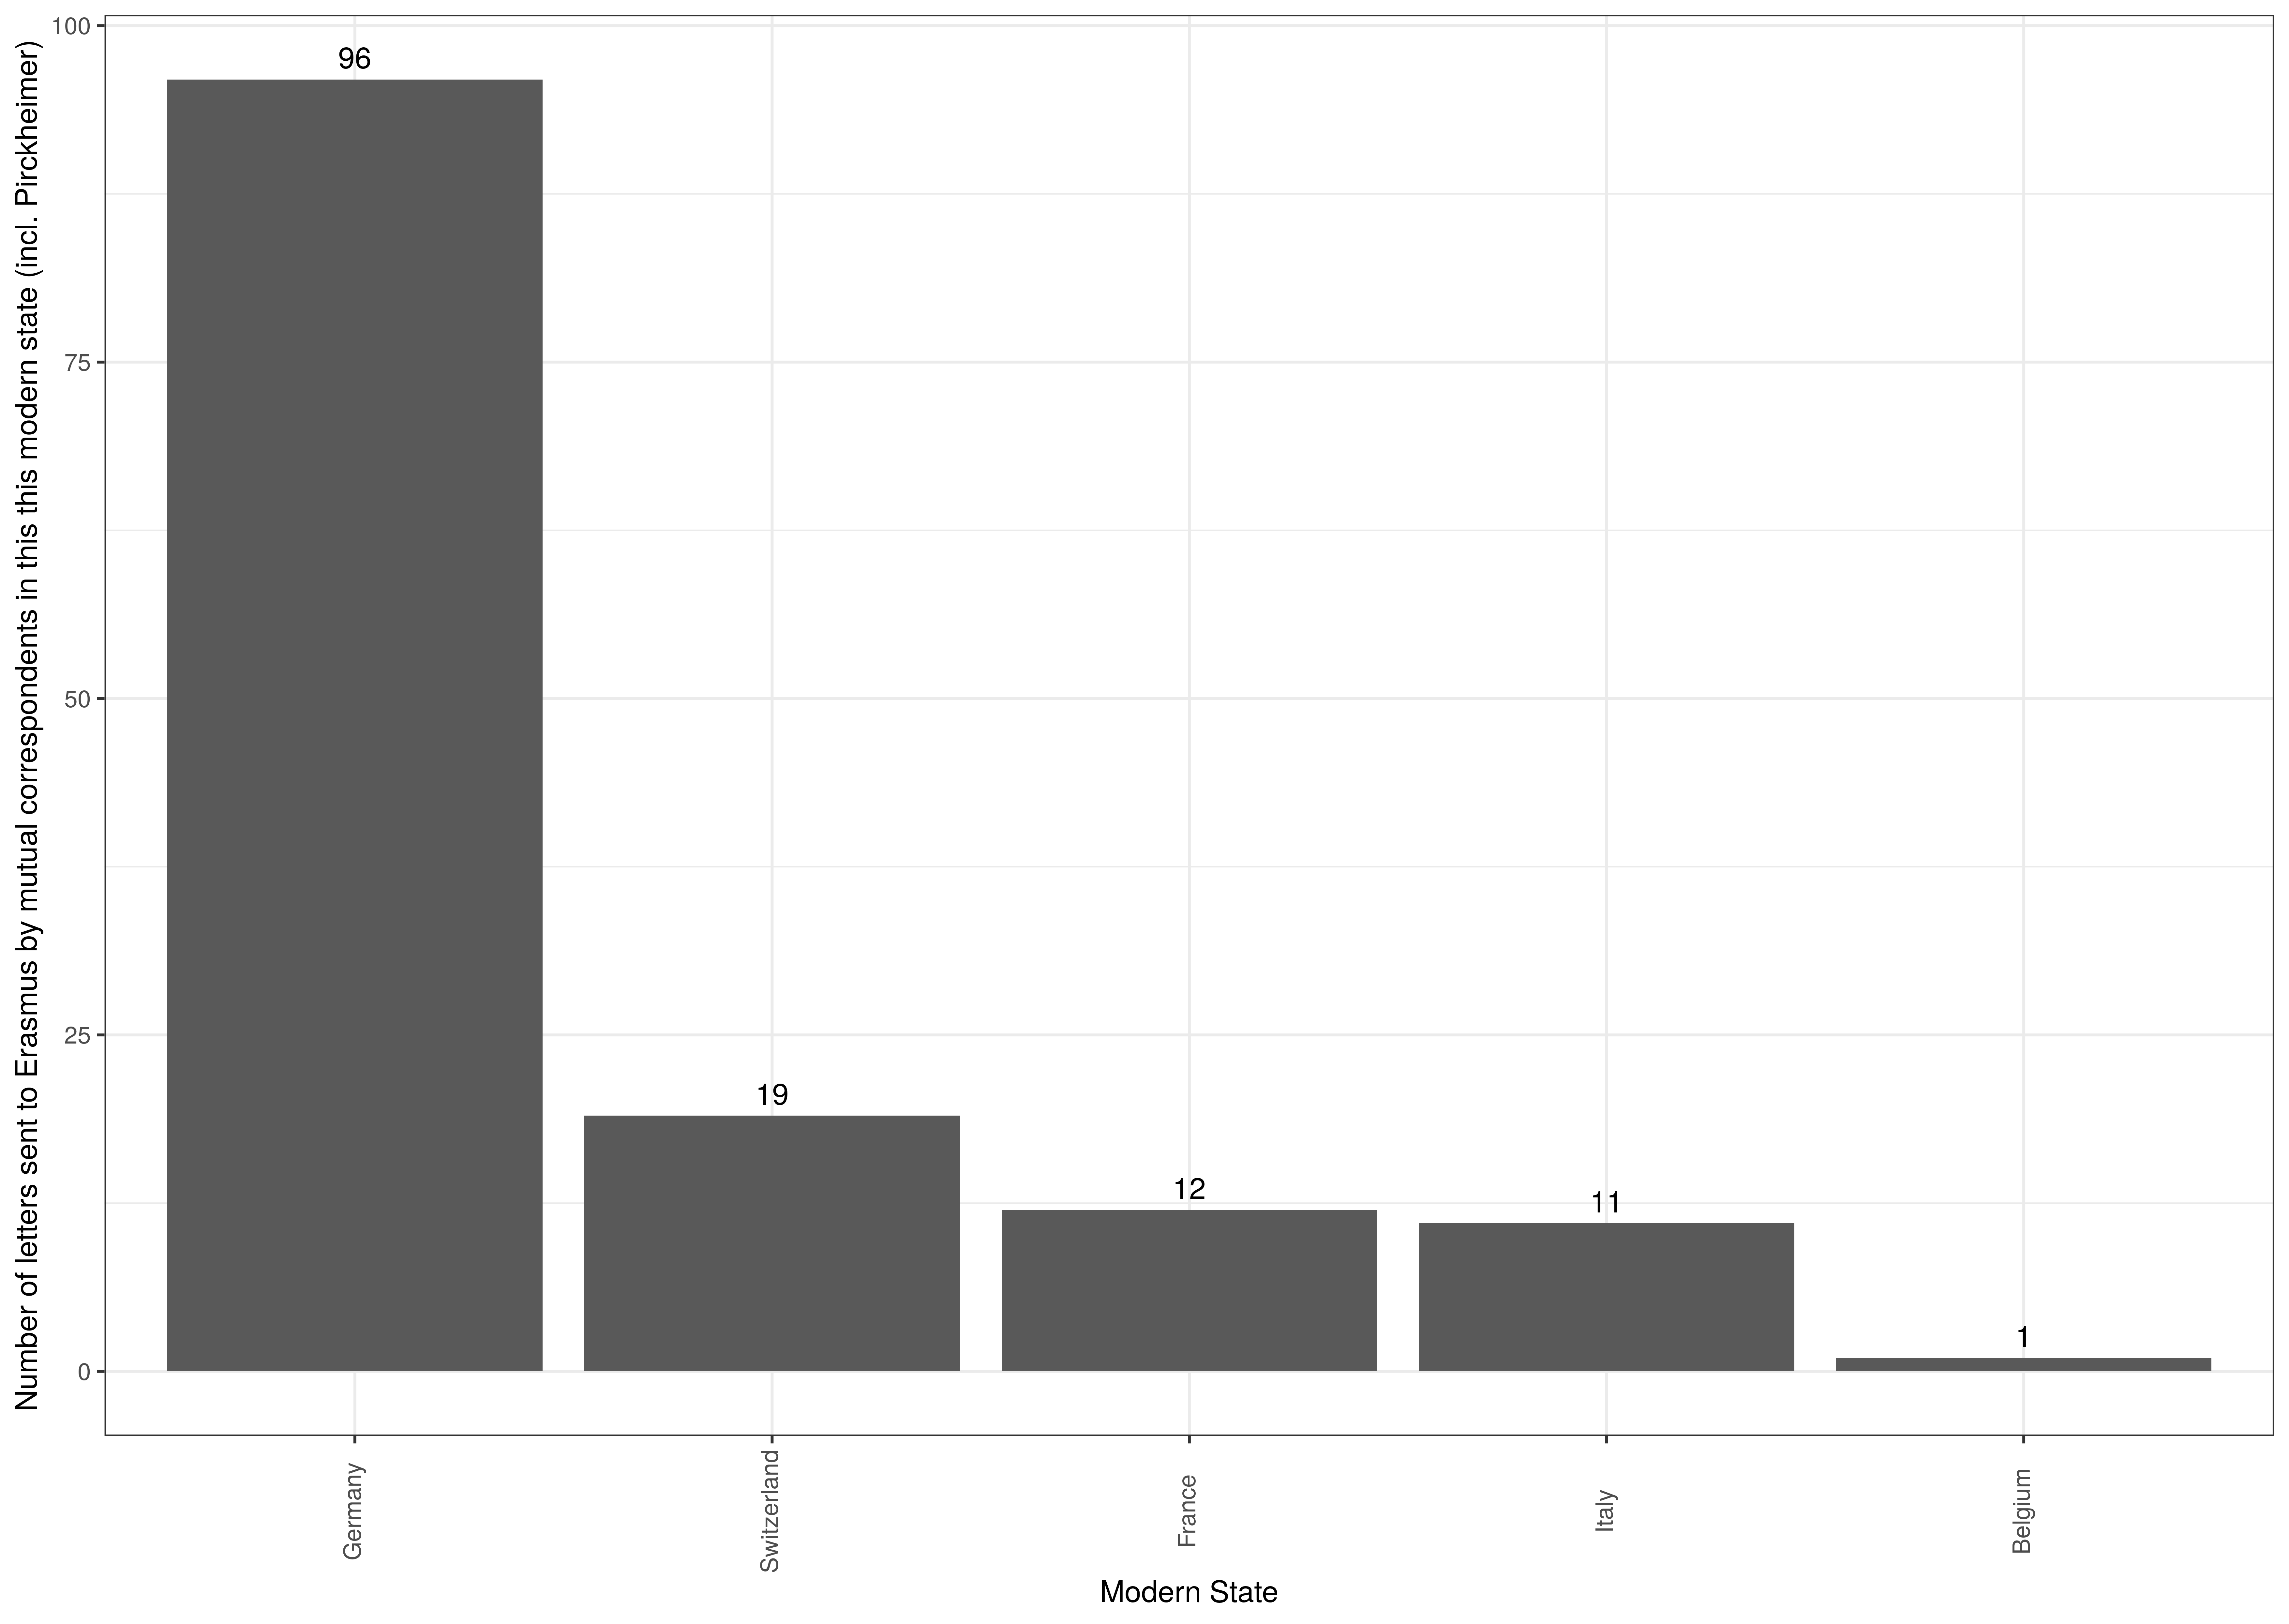 Number of letters sent to Erasmus by mutual correspondents in this this modern state (incl. Pirckheimer)
100
75
50
25
0
96
19
12
11
1
Germany
Switzerland
France
Italy
Belgium
Modern State